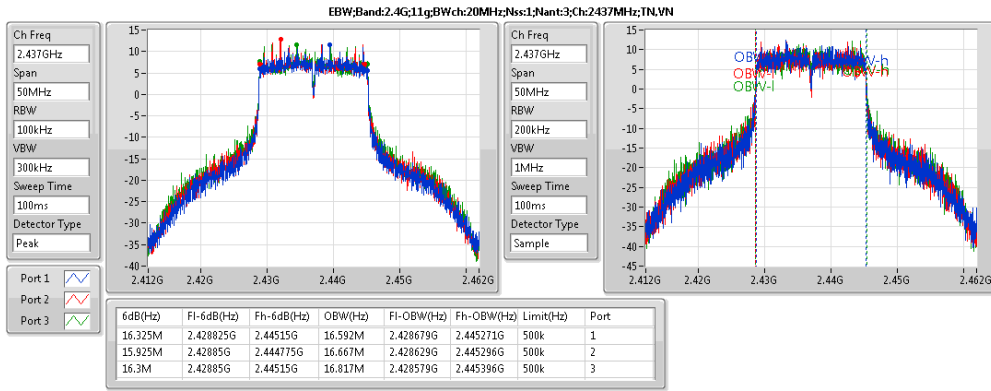 EBW;Band:2.4G;11g;BWch:20MHz;Nss:1;Nant:3;Ch:2437MHz;TN,VN
Ch Freq
2.437GHz
Span
50MHz
RBW
100kHz
VBW
300kHz
Sweep Time
100ms
Detector Type
Peak
15
10
5
0
-5
-10
-15
-20
-25
-30
-35
-40
2.412G 2.42G 2.43G 2.44G 2.45G 2.462G
Ch Freq
2.437GHz
Span
50MHz
RBW
200kHz
VBW
1MHz
Sweep Time
100ms
Detector Type
Sample
15
10
5
0
-5
-10
-15
-20
-25
-30
-35
-40
-45
OBW-l
OBW-h
2.412G 2.42G 2.43G 2.44G 2.45G 2.462G
Port 1
Port 2
Port 3
6dB(Hz) Fl-6dB(Hz) Fh-6dB(Hz) OBW(Hz) Fl-OBW(Hz) Fh-OBW(Hz) Limit(Hz) Port
16.325M 2.428825G 2.44515G 16.592M 2.428679G 2.445271G 500k 1
15.925M 2.42885G 2.444775G 16.667M 2.428629G 2.445296G 500k 2
16.3M 2.42885G 2.44515G 16.817M 2.428579G 2.445396G 500k 3